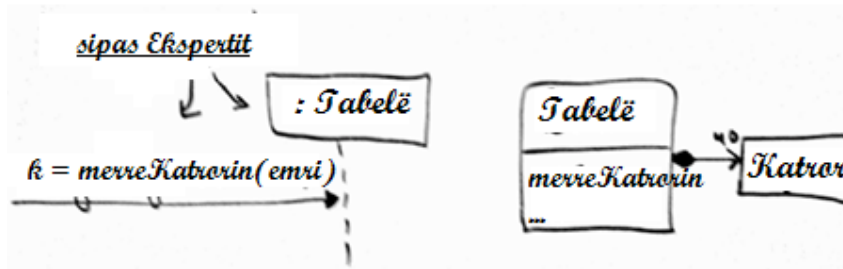 sipas Ekspertit
: Tabelë
k = merreKatrorin(emri)
Tabelë
merreKatrorin
...
40
Katror